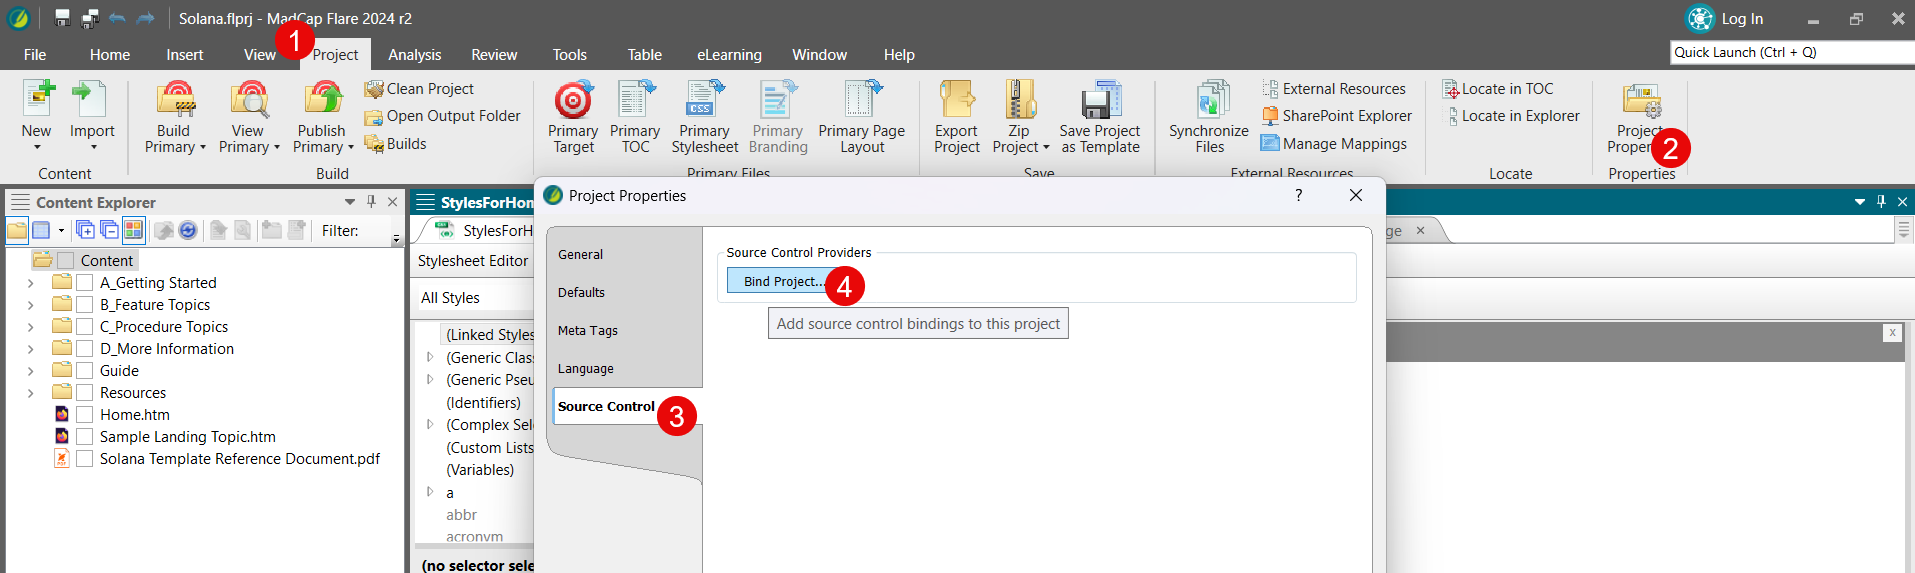 Solana.flprj - MadCap Flare 2024 r2
Log In
File Home Insert View 1 Project Analysis Review Tools Table eLearning Window Help
Quick Launch (Ctrl + Q)
New
Import
Content
Build Primary
View Primary
Publish Primary
Clean Project
Open Output Folder
Builds
Build
Primary Target
Primary TOC
Primary Stylesheet
Primary Branding
Primary Page Layout
Primary Files
Export Project
Zip Project
Save Project as Template
Save
Synchronize Files
External Resources
SharePoint Explorer
Manage Mappings
External Resources
Locate in TOC
Locate in Explorer
Locate
Project
2
Properties
Content Explorer
Filter:
Content
A_Getting Started
B_Feature Topics
C_Procedure Topics
D_More Information
Guide
Resources
Home.htm
Sample Landing Topic.htm
Solana Template Reference Document.pdf
StylesForHom
StylesForH
Stylesheet Editor
All Styles
(Linked Styles
(Generic Clas
(Generic Pseu
(Identifiers)
(Complex Sel
(Custom Lists
(Variables)
a
abbr
acronym
(no selector sele
Project Properties
?
General
Defaults
Meta Tags
Language
Source Control
3
Source Control Providers
Bind Project...
4
Add source control bindings to this project
ge
x